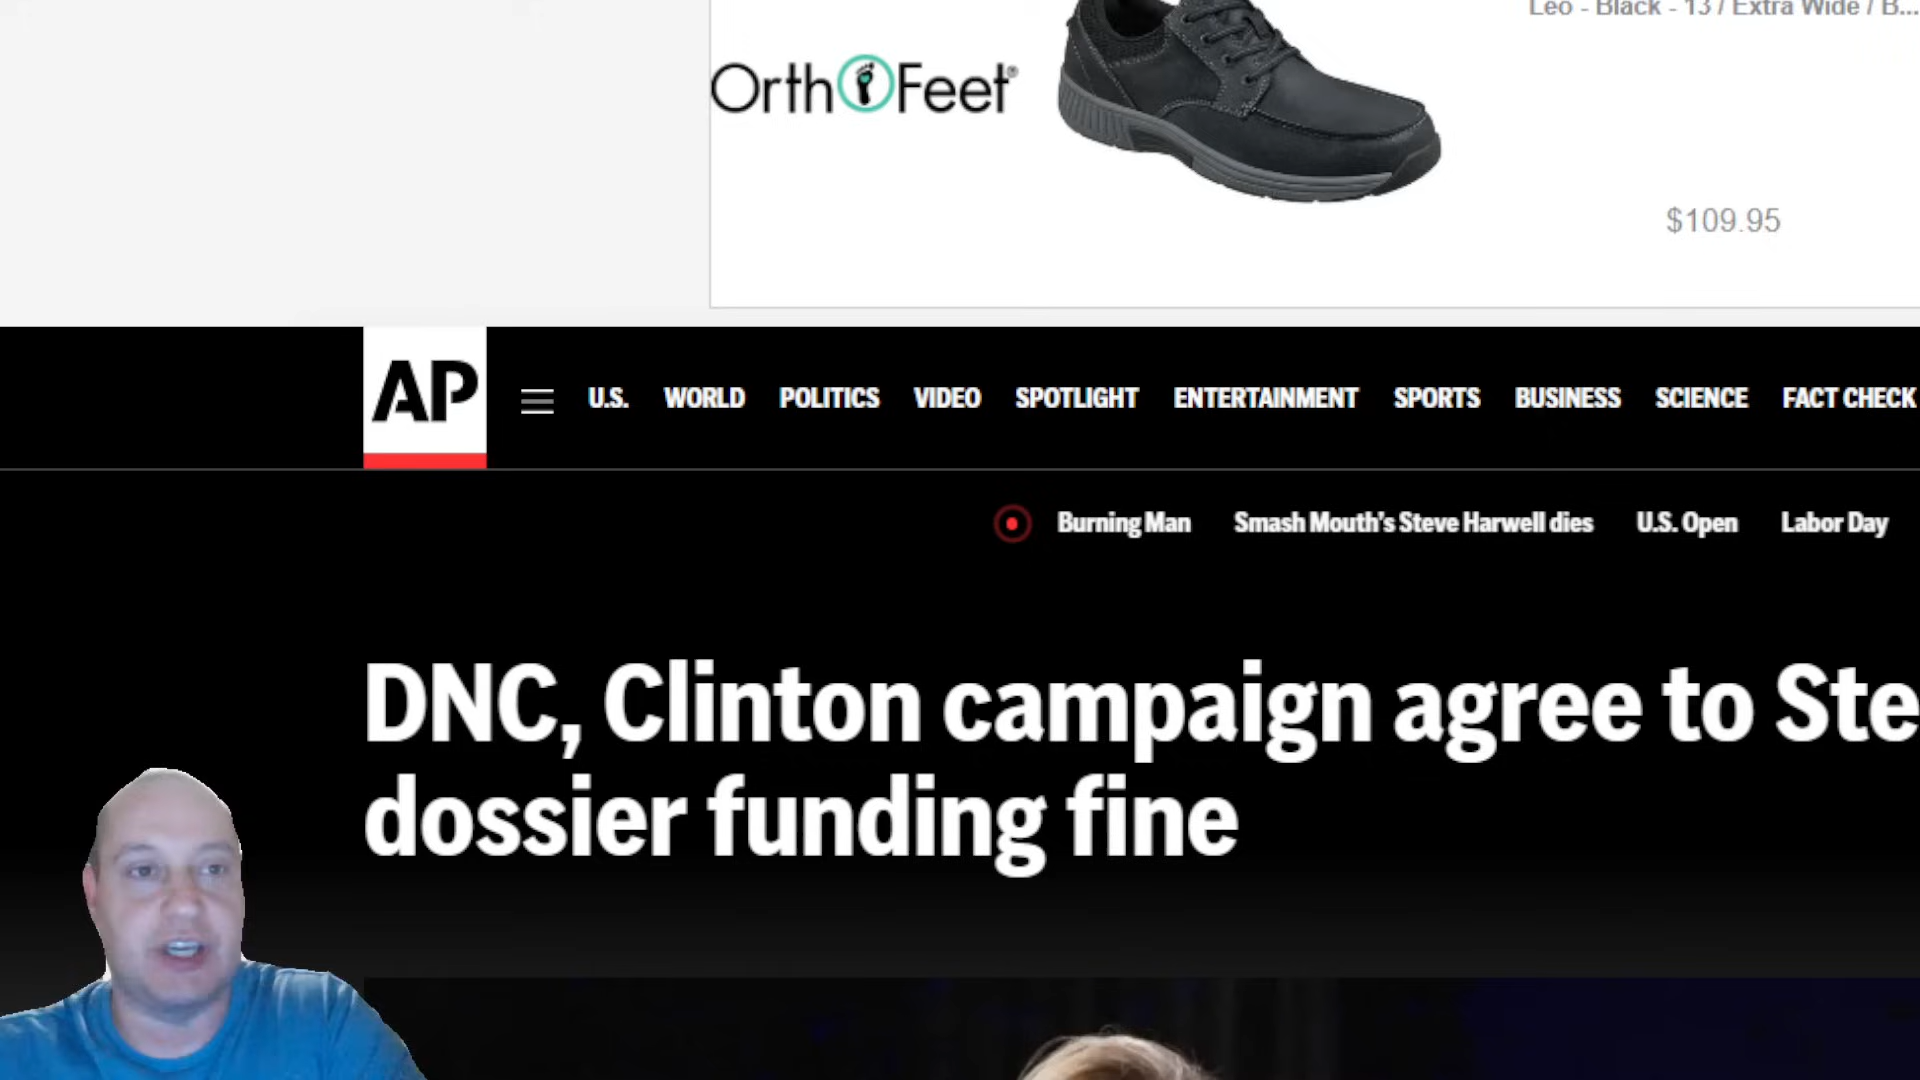 Leo - Black - 13 / Extra Wide / B...
OrthoFeet®
$109.95
AP
U.S. WORLD POLITICS VIDEO SPOTLIGHT ENTERTAINMENT SPORTS BUSINESS SCIENCE FACT CHECK
Burning Man Smash Mouth's Steve Harwell dies U.S. Open Labor Day
DNC, Clinton campaign agree to Ste
dossier funding fine